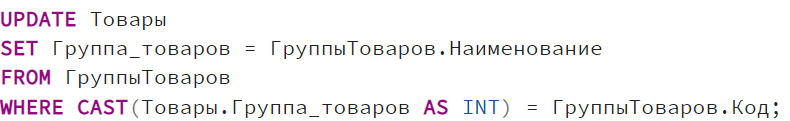 UPDATE Товары
SET Группа_товаров = ГруппыТоваров.Наименование
FROM ГруппыТоваров
WHERE CAST(Товары.Группа_товаров AS INT) = ГруппыТоваров.Код;